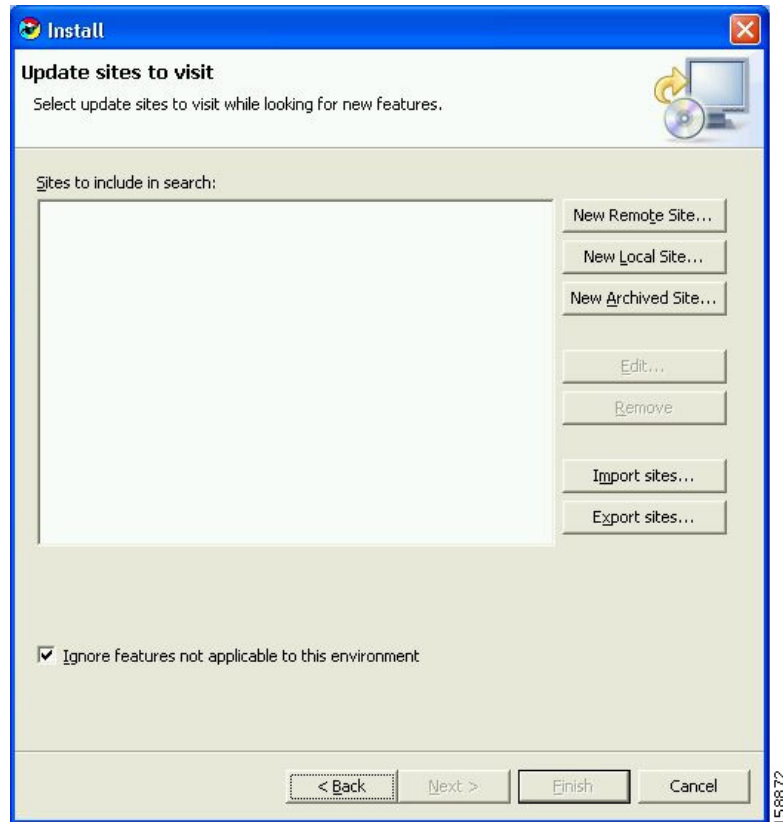 Install
Update sites to visit
Select update sites to visit while looking for new features.
Sites to include in search:
New Remote Site...
New Local Site...
New Archived Site...
Edit...
Remove
Import sites...
Export sites...
Ignore features not applicable to this environment
< Back
Next >
Finish
Cancel
158872